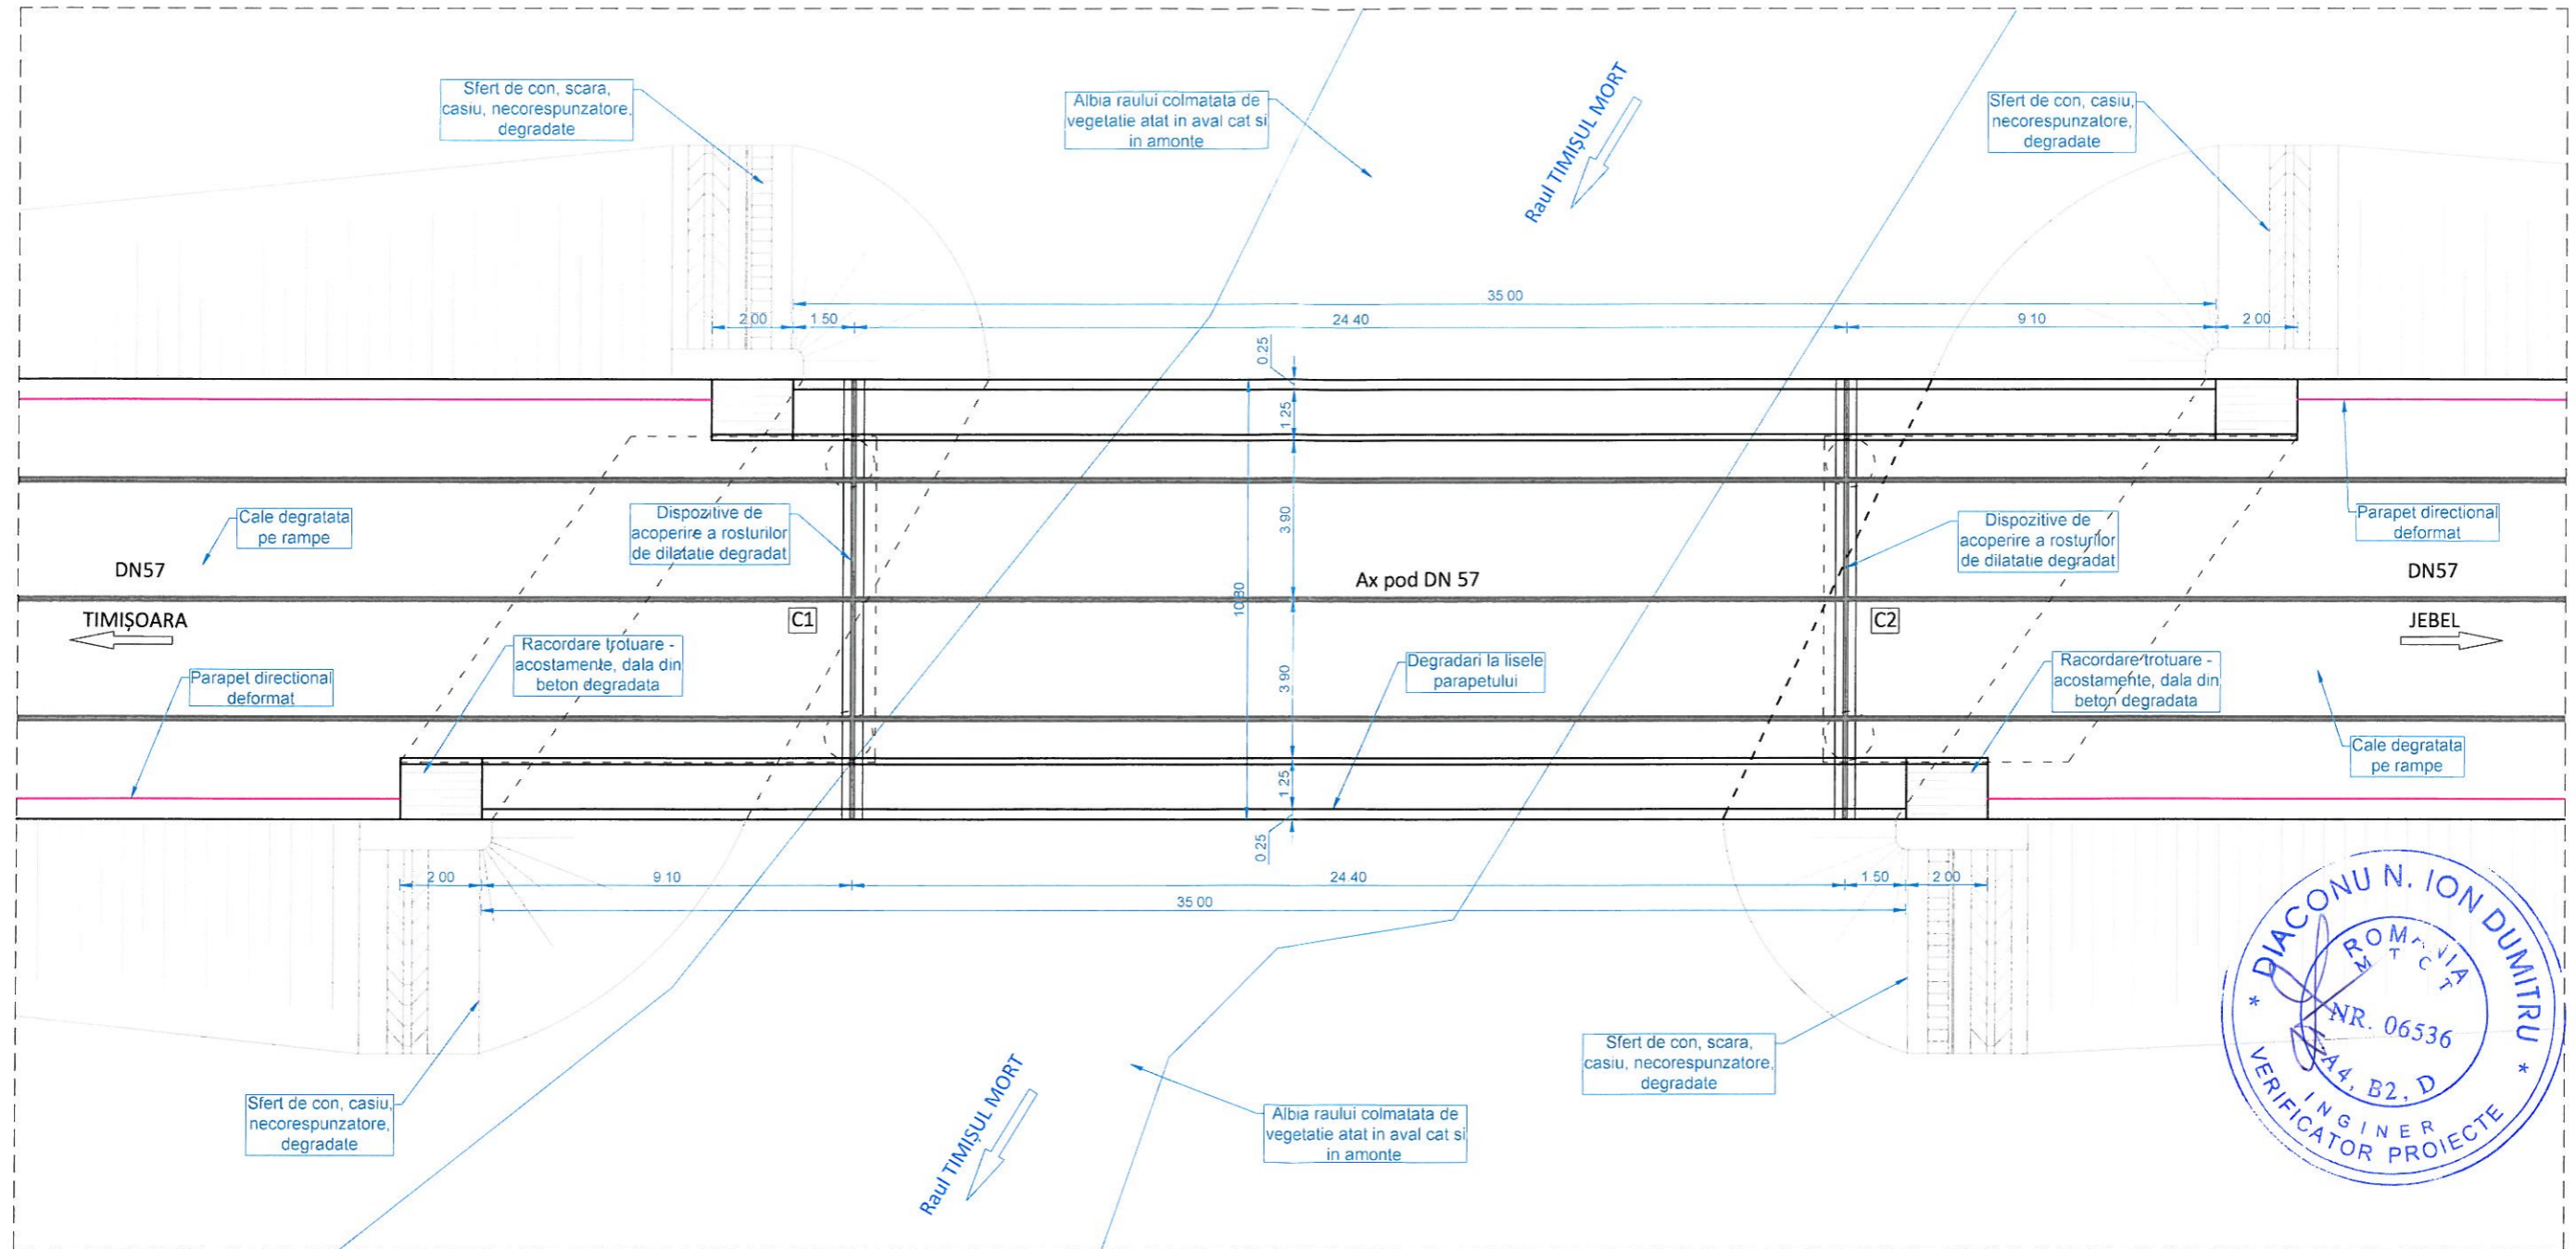 Sfert de con, scara,
casiu, necorespunzatore,
degradate
Albia raului colmatata de
vegetatie atat in aval cat si
in amonte
Raul TIMIȘUL MORT
Sfert de con, casiu,
necorespunzatore,
degradate
35 00
2 00
1 50
24 40
9 10
2 00
0 25
1 25
3 90
10 80
3 90
1 25
0 25
Cale degratata
pe rampe
Dispozitive de
acoperire a rosturilor
de dilatatie degradat
Dispozitive de
acoperire a rosturilor
de dilatatie degradat
Parapet directional
deformat
DN57
Ax pod DN 57
DN57
TIMIȘOARA
C1
C2
JEBEL
Racordare trotuare -
acostamente, dala din
beton degradata
Degradari la lisele
parapetului
Racordare trotuare -
acostamente, dala din
beton degradata
Parapet directional
deformat
Cale degratata
pe rampe
2 00
9 10
24 40
1 50
2 00
35 00
Sfert de con, casiu,
necorespunzatore,
degradate
Raul TIMIȘUL MORT
Albia raului colmatata de
vegetatie atat in aval cat si
in amonte
Sfert de con, scara,
casiu, necorespunzatore,
degradate
* DIACONU N. ION DUMITRU *
ROMANIA
M T C T
NR. 06536
A4, B2, D
INGINER
VERIFICATOR PROIECTE